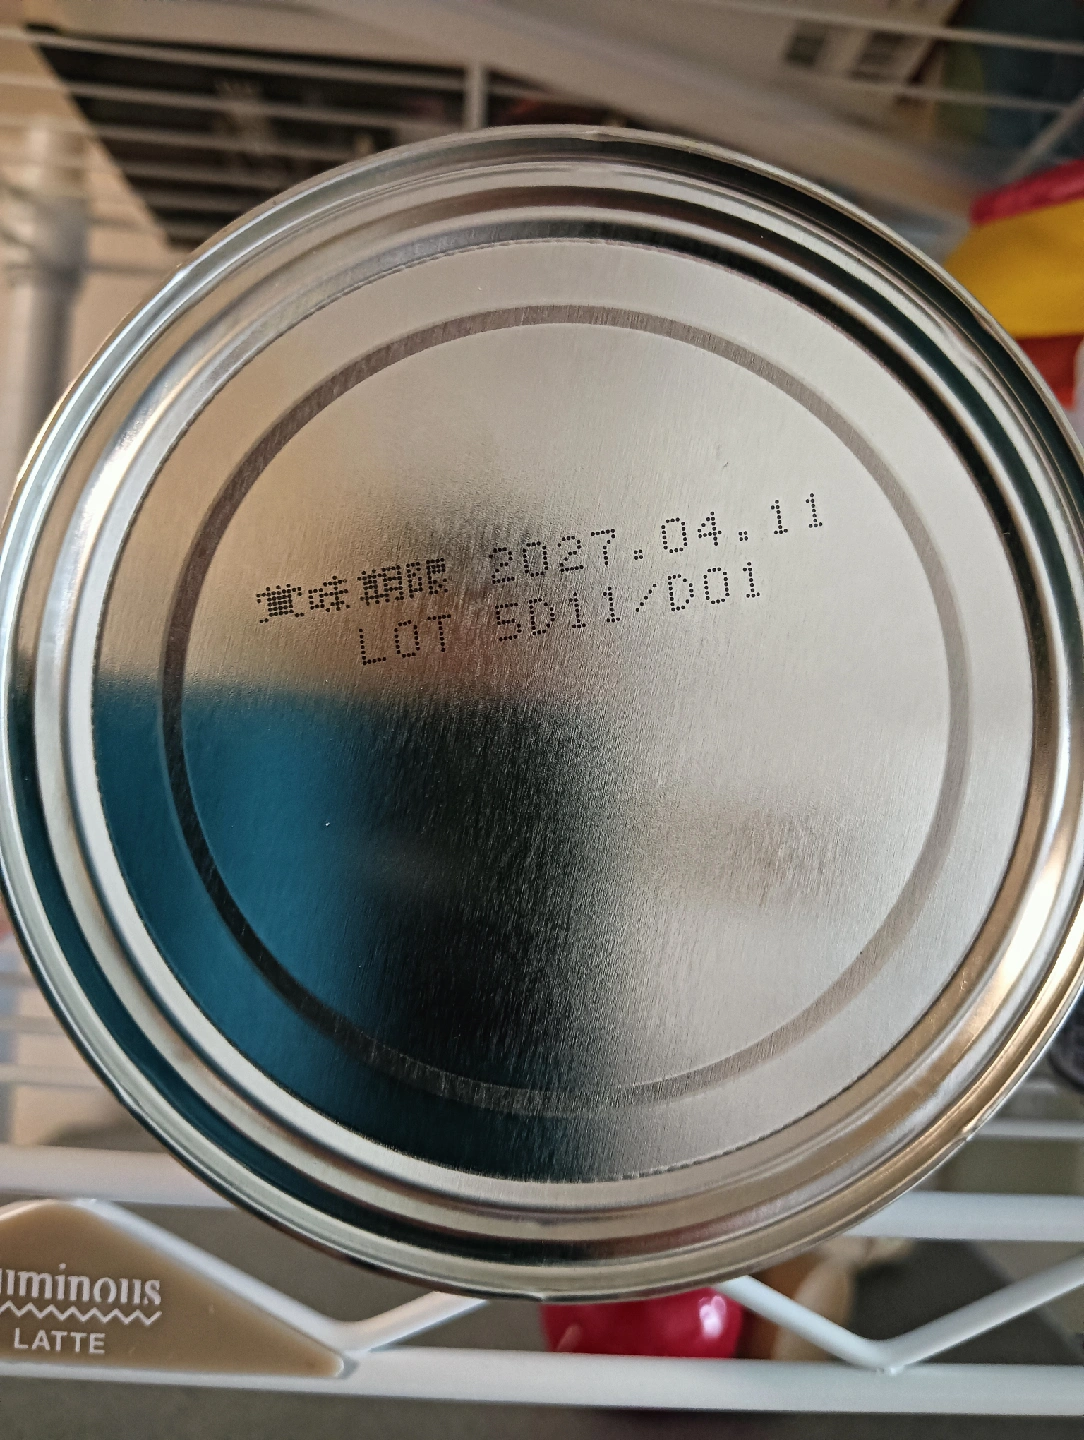 賞味期限 2027.04.11
LOT 5D11/D01
uminous
LATTE